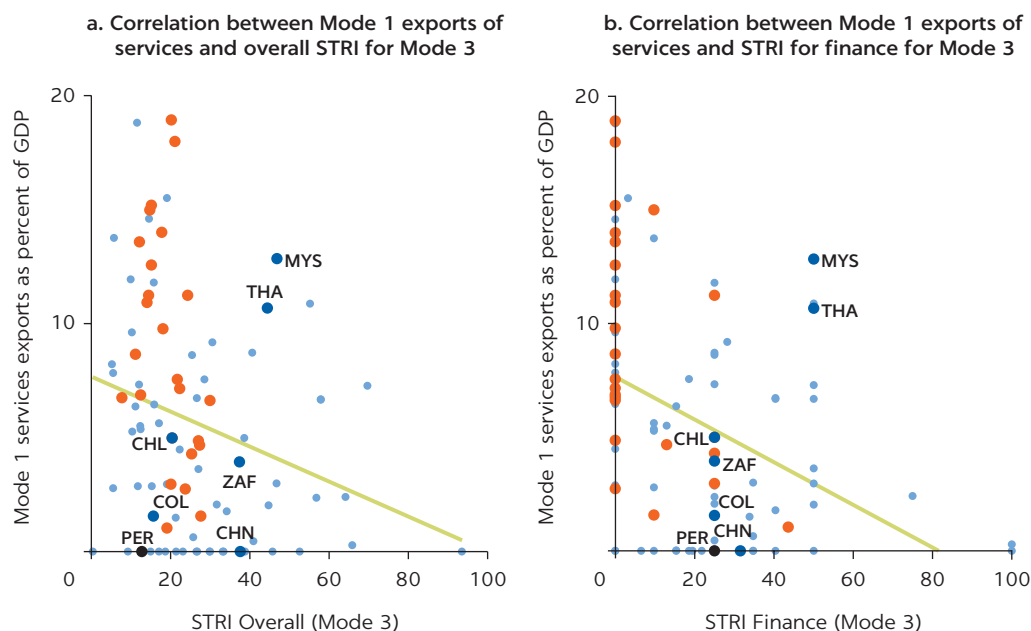 a. Correlation between Mode 1 exports of
services and overall STRI for Mode 3
20
10
0
20
40
60
80
100
Mode 1 services exports as percent of GDP
STRI Overall (Mode 3)
MYS
THA
CHL
ZAF
COL
PER
CHN
b. Correlation between Mode 1 exports of
services and STRI for finance for Mode 3
20
10
0
20
40
60
80
100
Mode 1 services exports as percent of GDP
STRI Finance (Mode 3)
MYS
THA
CHL
ZAF
COL
CHN
PER